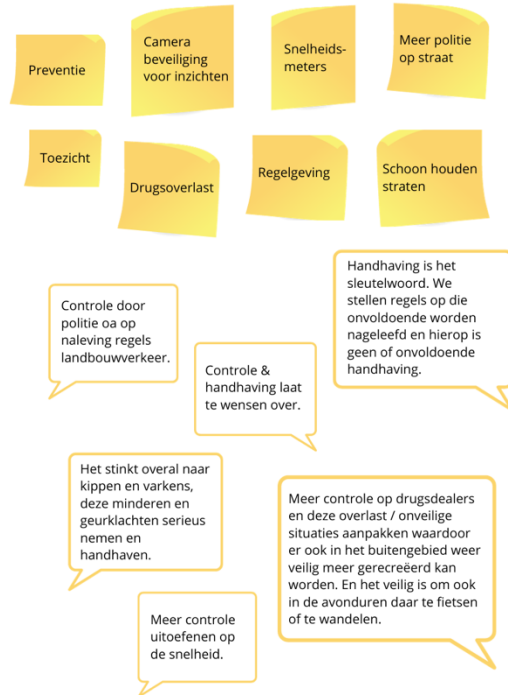 Preventie
Camera
beveiliging
voor inzichten
Snelheids-
meters
Meer politie
op straat
Toezicht
Drugsoverlast
Regelgeving
Schoon houden
straten
Handhaving is het
sleutelwoord. We
stellen regels op die
onvoldoende worden
nageleefd en hierop is
geen of onvoldoende
handhaving.
Controle door
politie oa op
naleving regels
landbouwverkeer.
Controle &
handhaving laat
te wensen over.
Het stinkt overal naar
kippen en varkens,
deze minderen en
geurklachten serieus
nemen en
handhaven.
Meer controle op drugsdealers
en deze overlast / onveilige
situaties aanpakken waardoor
er ook in het buitengebied weer
veilig meer gerecreëerd kan
worden. En het veilig is om ook
in de avonduren daar te fietsen
of te wandelen.
Meer controle
uitoefenen op
de snelheid.